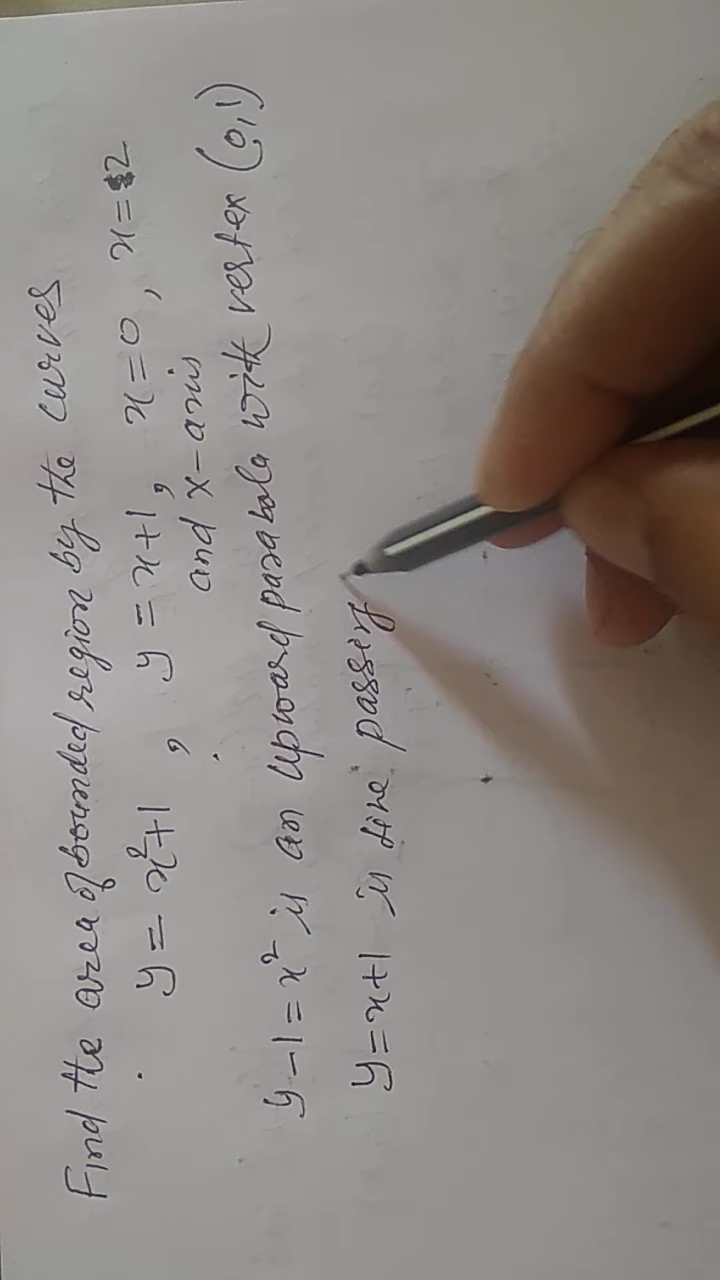 Find the area of bounded region by the curves
y = x²+1 , y = x+1, x=0, x=2
and x-axis
y-1 = x² is an upward parabola with vertex (0,1)
y=x+1 is line passing